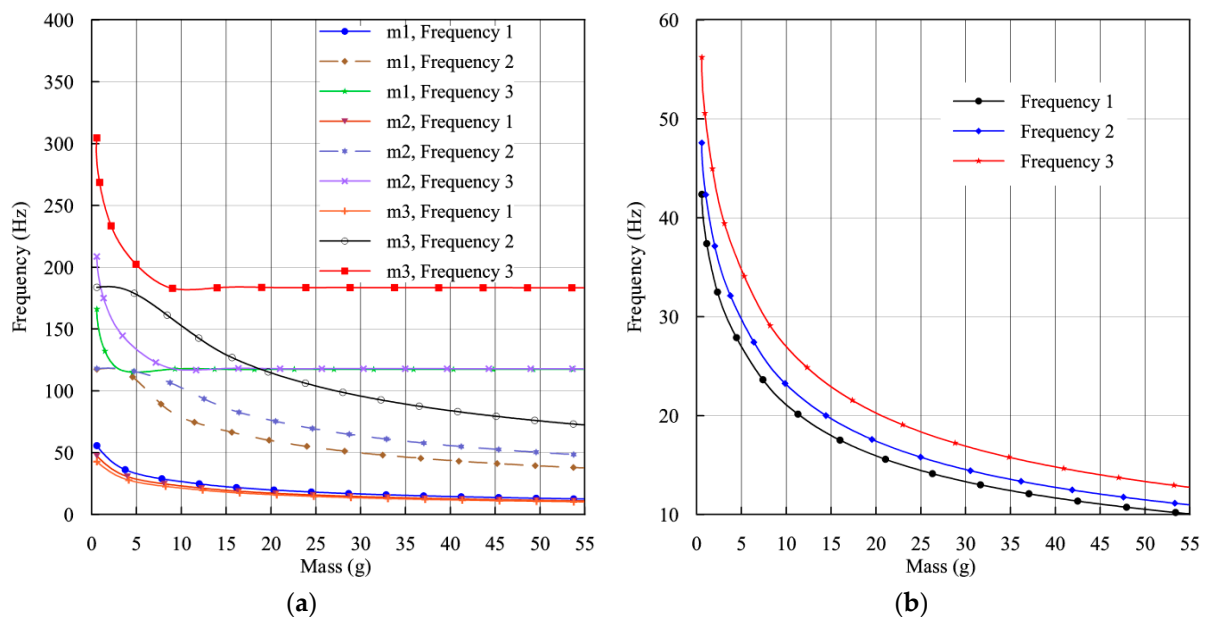 400
350
300
250
200
150
100
50
0
Frequency (Hz)
m1, Frequency 1
m1, Frequency 2
m1, Frequency 3
m2, Frequency 1
m2, Frequency 2
m2, Frequency 3
m3, Frequency 1
m3, Frequency 2
m3, Frequency 3
0 5 10 15 20 25 30 35 40 45 50 55
Mass (g)
(a)
60
50
40
30
20
10
Frequency (Hz)
Frequency 1
Frequency 2
Frequency 3
0 5 10 15 20 25 30 35 40 45 50 55
Mass (g)
(b)